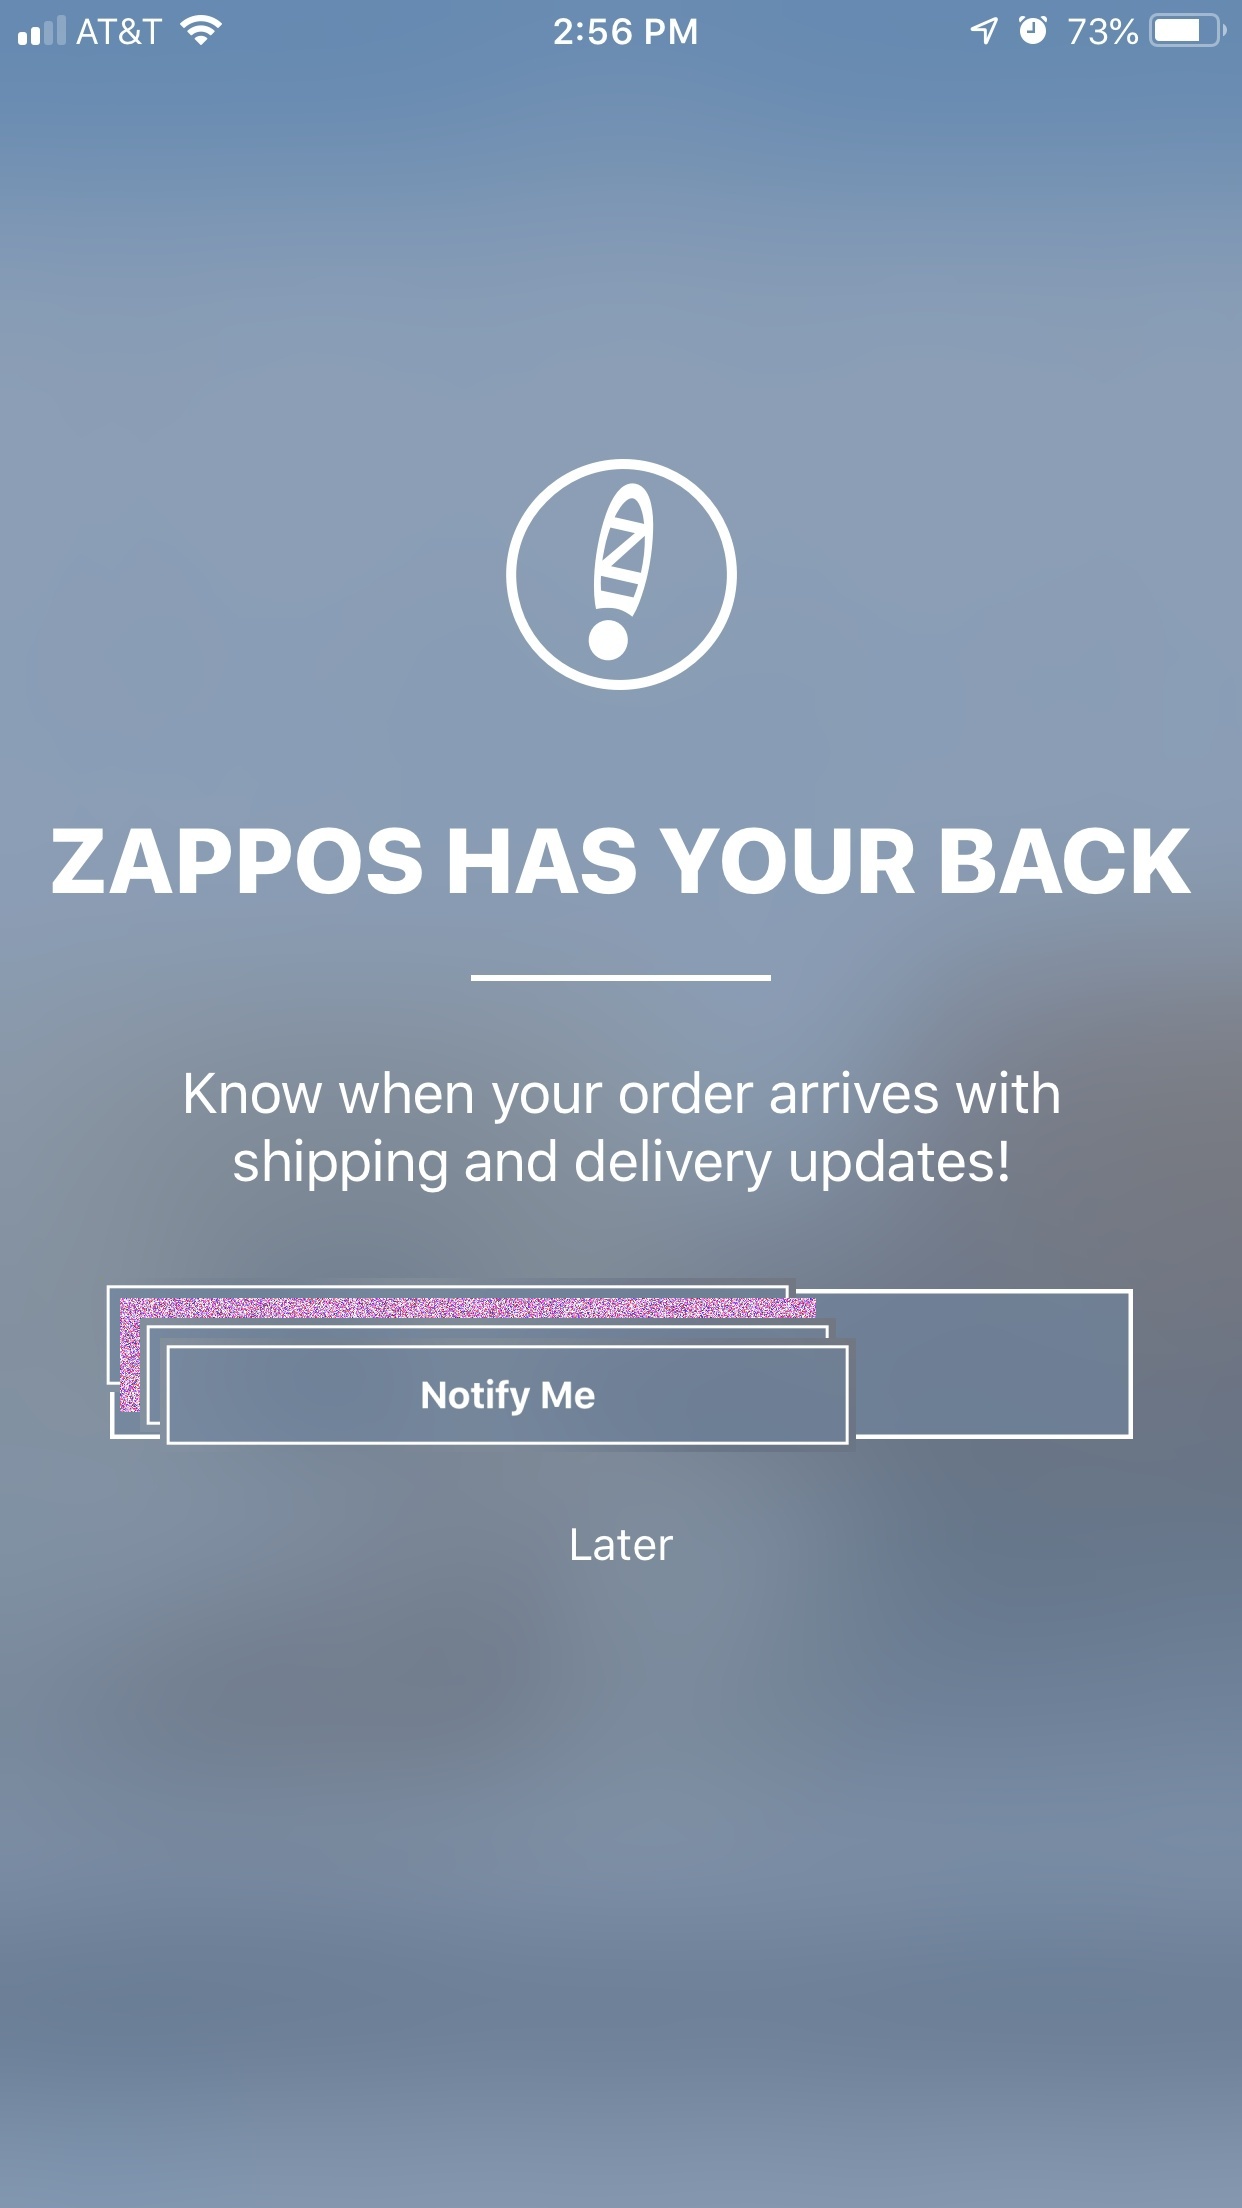 AT&T 2:56 PM 73%
ZAPPOS HAS YOUR BACK
Know when your order arrives with
shipping and delivery updates!
Notify Me
Later